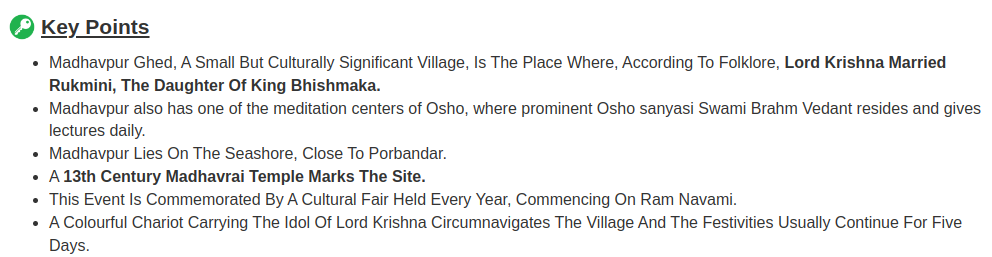 Key Points
Madhavpur Ghed, A Small But Culturally Significant Village, Is The Place Where, According To Folklore, Lord Krishna Married
Rukmini, The Daughter Of King Bhishmaka.
Madhavpur also has one of the meditation centers of Osho, where prominent Osho sanyasi Swami Brahm Vedant resides and gives
lectures daily.
Madhavpur Lies On The Seashore, Close To Porbandar.
A 13th Century Madhavrai Temple Marks The Site.
This Event Is Commemorated By A Cultural Fair Held Every Year, Commencing On Ram Navami.
A Colourful Chariot Carrying The Idol Of Lord Krishna Circumnavigates The Village And The Festivities Usually Continue For Five
Days.